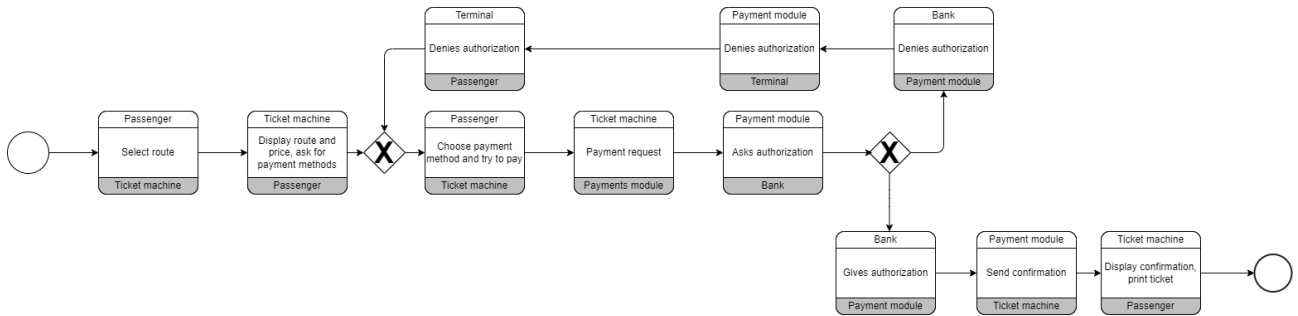 Terminal
Denies authorization
Passenger
Payment module
Denies authorization
Terminal
Bank
Denies authorization
Payment module
Passenger
Select route
Ticket machine
Ticket machine
Display route and
price, ask for
payment methods
Passenger
X
Passenger
Choose payment
method and try to pay
Ticket machine
Ticket machine
Payment request
Payments module
Payment module
Asks authorization
Bank
X
Bank
Gives authorization
Payment module
Payment module
Send confirmation
Ticket machine
Ticket machine
Display confirmation,
print ticket
Passenger